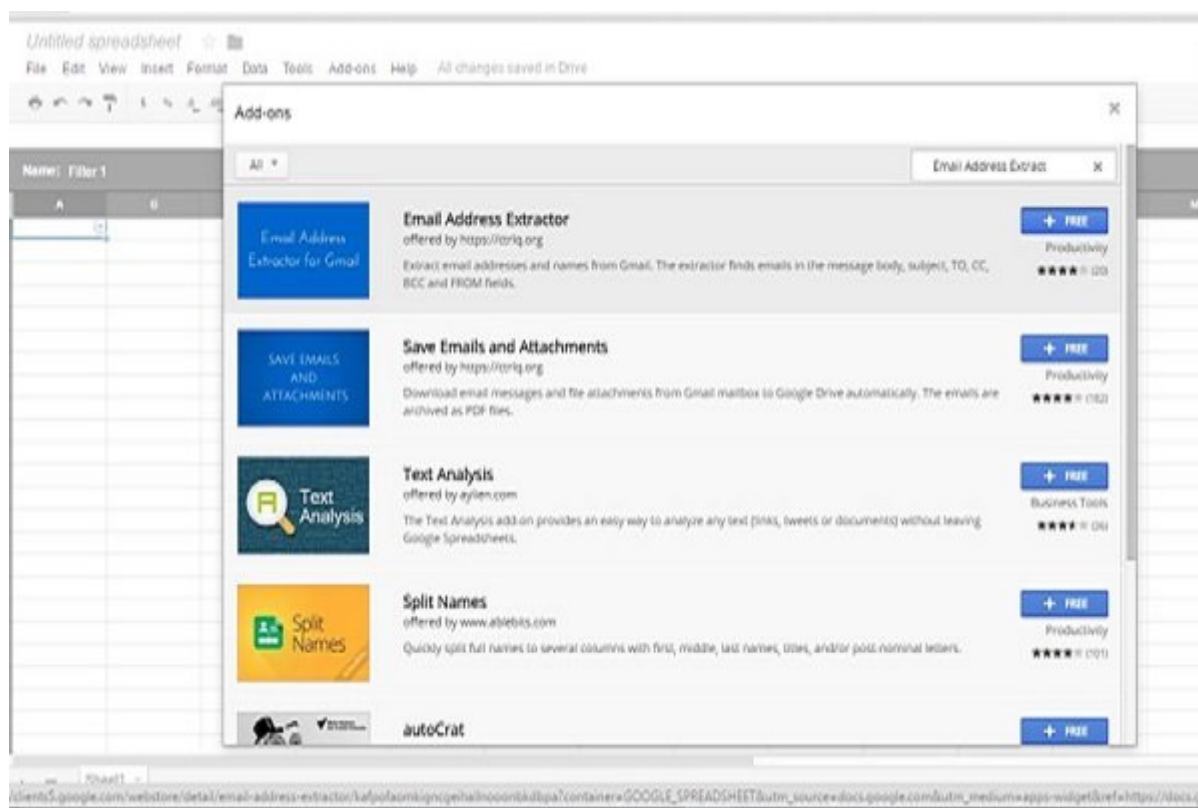 Untitled spreadsheet
File Edit View Insert Format Data Tools Add-ons Help All changes saved in Drive
Add-ons
Name: Filter 1
All
Email Address Extract
A B M
Email Address
Extractor for Gmail
Email Address Extractor
offered by https://ctrlq.org
Extract email addresses and names from Gmail. The extractor finds emails in the message body, subject, TO, CC,
BCC and FROM fields.
+ FREE
Productivity
(20)
SAVE EMAILS
AND
ATTACHMENTS
Save Emails and Attachments
offered by https://ctrlq.org
Download email messages and file attachments from Gmail mailbox to Google Drive automatically. The emails are
archived as PDF files.
+ FREE
Productivity
(182)
Text
Analysis
Text Analysis
offered by aylien.com
The Text Analysis add-on provides an easy way to analyze any text (links, tweets or documents) without leaving
Google Spreadsheets.
+ FREE
Business Tools
Split
Names
Split Names
offered by www.ablebits.com
Quickly split full names to several columns with first, middle, last names, titles, and/or post-nominal letters.
+ FREE
Productivity
(101)
autoCrat
+ FREE
Sheet1